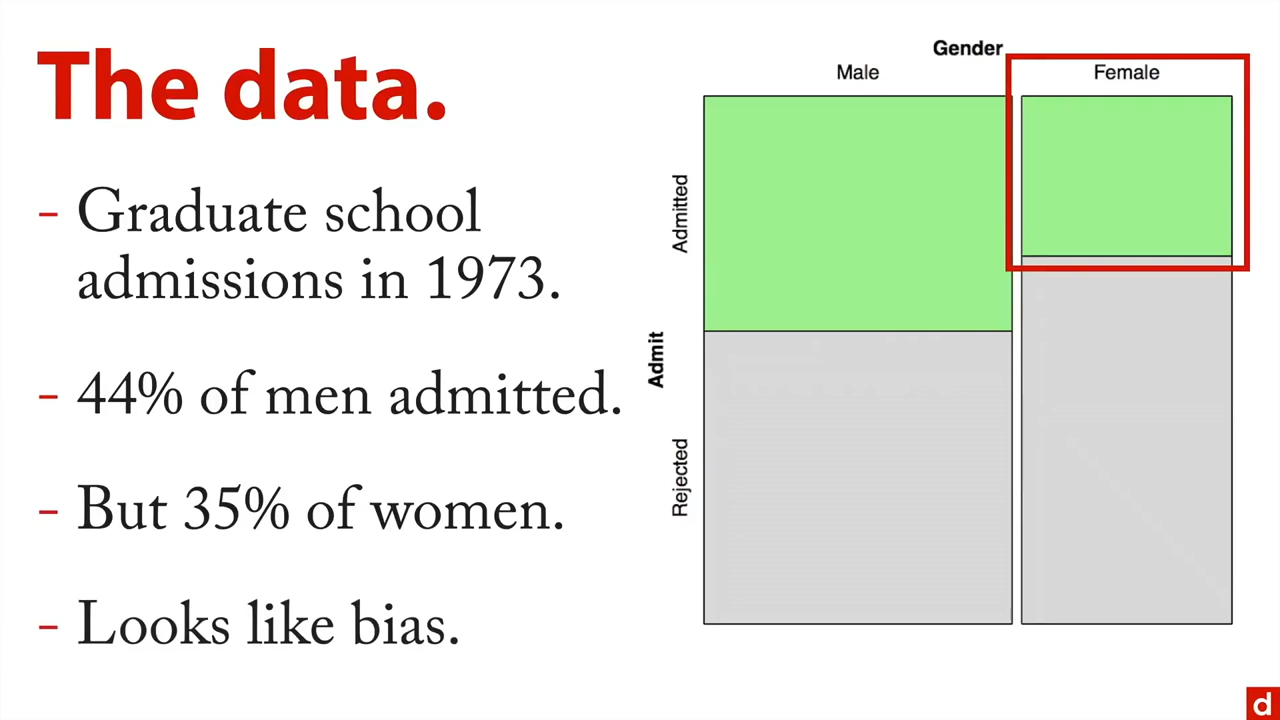 The data.
- Graduate school
admissions in 1973.
- 44% of men admitted.
- But 35% of women.
- Looks like bias.
Gender
Male
Female
Admit
Admitted
Rejected
d